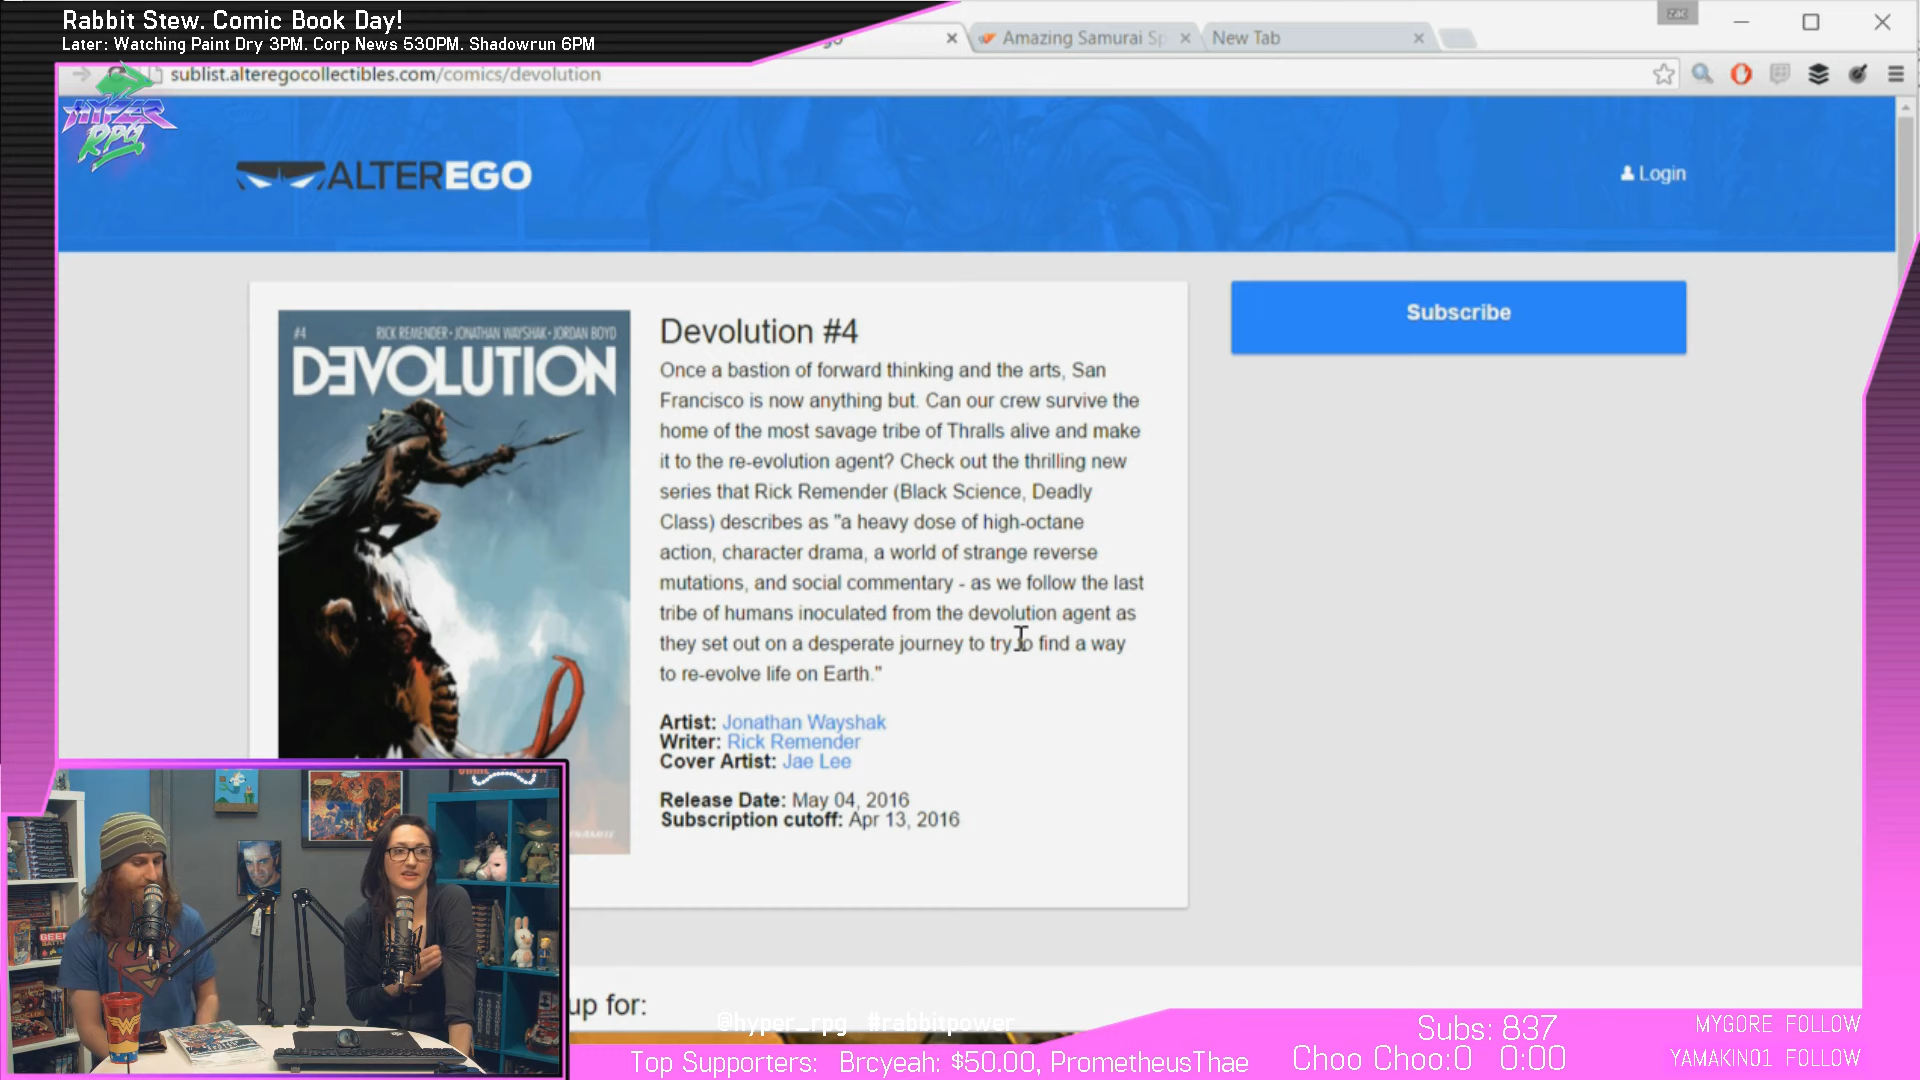 Rabbit Stew. Comic Book Day!
Later: Watching Paint Dry 3PM. Corp News 530PM. Shadowrun 6PM
Amazing Samurai Sp
New Tab
zac
sublist.alteregocollectibles.com/comics/devolution
HYPER
RPG
ALTEREGO
Login
Subscribe
#4 RICK REMENDER • JONATHAN WAYSHAK • JORDAN BOYD
DEVOLUTION
Devolution #4
Once a bastion of forward thinking and the arts, San
Francisco is now anything but. Can our crew survive the
home of the most savage tribe of Thralls alive and make
it to the re-evolution agent? Check out the thrilling new
series that Rick Remender (Black Science, Deadly
Class) describes as "a heavy dose of high-octane
action, character drama, a world of strange reverse
mutations, and social commentary - as we follow the last
tribe of humans inoculated from the devolution agent as
they set out on a desperate journey to try to find a way
to re-evolve life on Earth."
Artist: Jonathan Wayshak
Writer: Rick Remender
Cover Artist: Jae Lee
Release Date: May 04, 2016
Subscription cutoff: Apr 13, 2016
up for:
@hyper_rpg #rabbitpower
Top Supporters: Brcyeah: $50.00, PrometheusThae
Subs: 837
Choo Choo:0 0:00
MYGORE FOLLOW
YAMAKIN01 FOLLOW